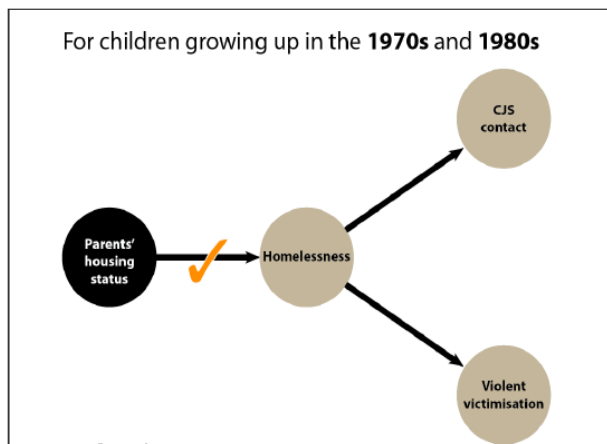 For children growing up in the 1970s and 1980s
CJS
contact
Parents'
housing
status
Homelessness
Violent
victimisation